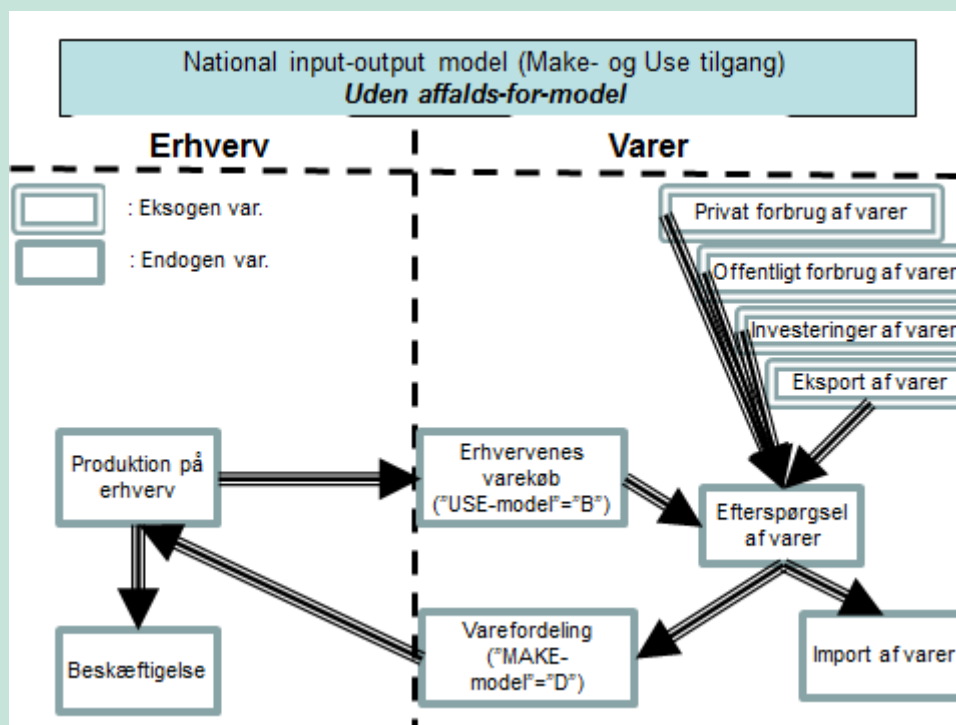 National input-output model (Make- og Use tilgang)
Uden affalds-for-model
Erhverv
Varer
: Eksogen var.
: Endogen var.
Privat forbrug af varer
Offentligt forbrug af varer
Investeringer af varer
Eksport af varer
Produktion på
erhverv
Erhvervenes
varekøb
("USE-model"="B")
Efterspørgsel
af varer
Beskæftigelse
Varefordeling
("MAKE-
model"="D")
Import af varer